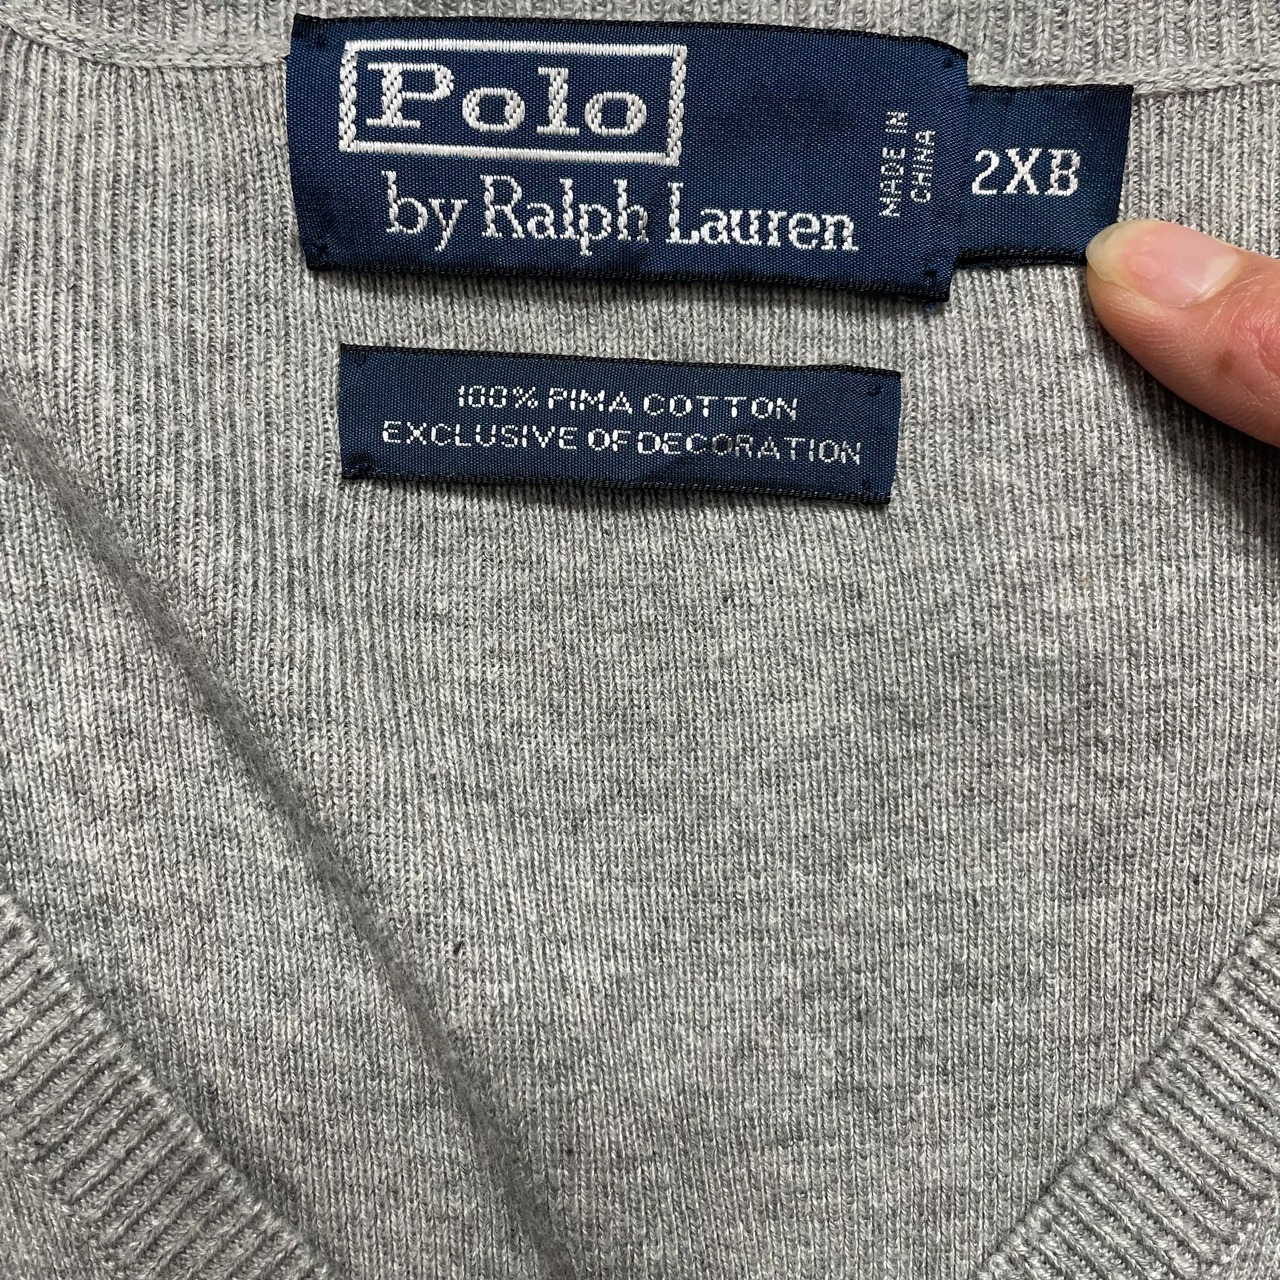 Polo
by Ralph Lauren
MADE IN
CHINA
2XB
100% PIMA COTTON
EXCLUSIVE OF DECORATION